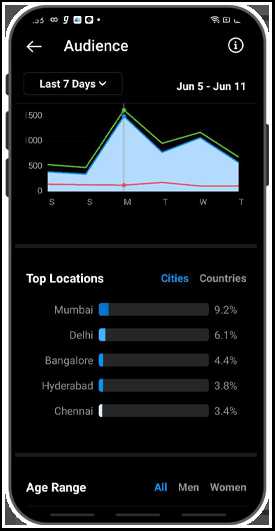 Audience
Last 7 Days
Jun 5 - Jun 11
1500
1000
500
0
S S M T W T
Top Locations Cities Countries
Mumbai 9.2%
Delhi 6.1%
Bangalore 4.4%
Hyderabad 3.8%
Chennai 3.4%
Age Range All Men Women